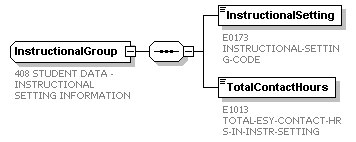 InstructionalGroup
408 STUDENT DATA -
INSTRUCTIONAL
SETTING INFORMATION
InstructionalSetting
E0173
INSTRUCTIONAL-SETTIN
G-CODE
TotalContactHours
E1013
TOTAL-ESY-CONTACT-HR
S-IN-INSTR-SETTING